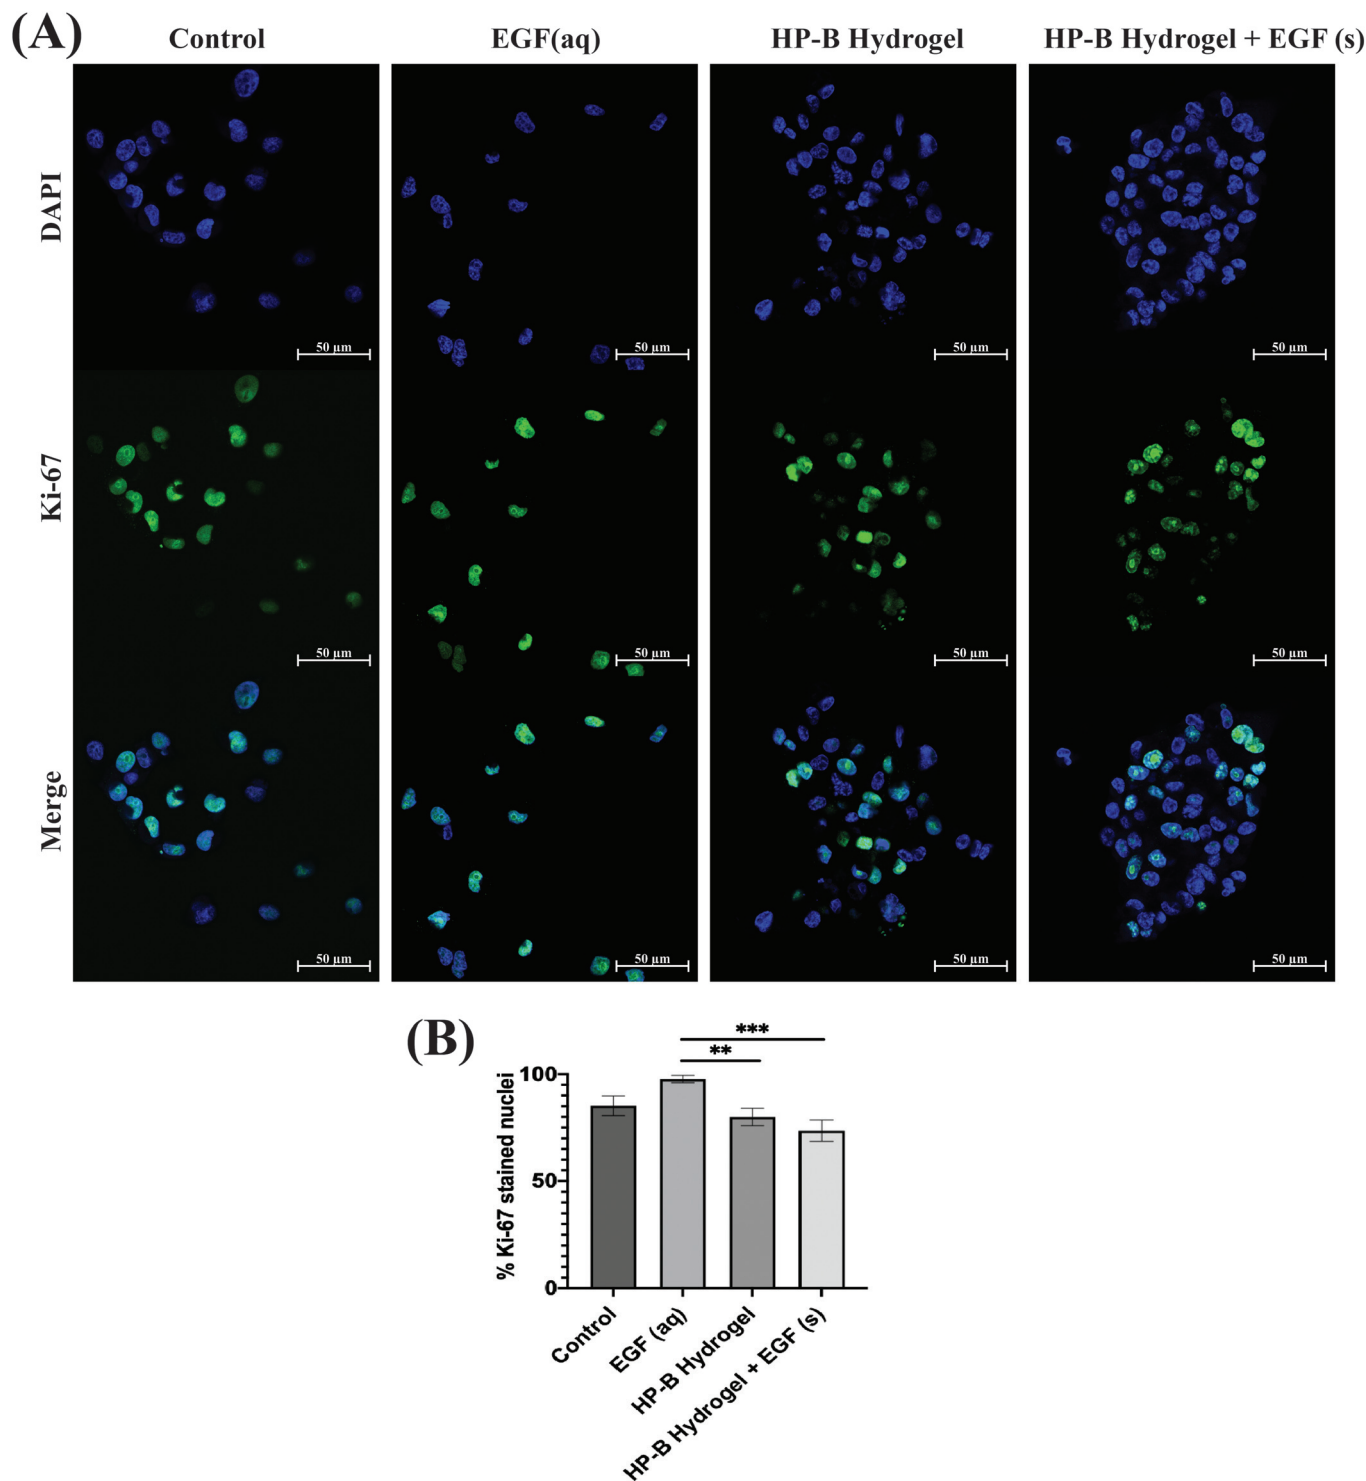 (A)
Control EGF(aq) HP-B Hydrogel HP-B Hydrogel + EGF (s)
DAPI
50 µm 50 µm 50 µm 50 µm
Ki-67
50 µm 50 µm 50 µm 50 µm
Merge
50 µm 50 µm 50 µm 50 µm
(B)
***
**
% Ki-67 stained nuclei
100
50
0
Control
EGF (aq)
HP-B Hydrogel
HP-B Hydrogel + EGF (s)